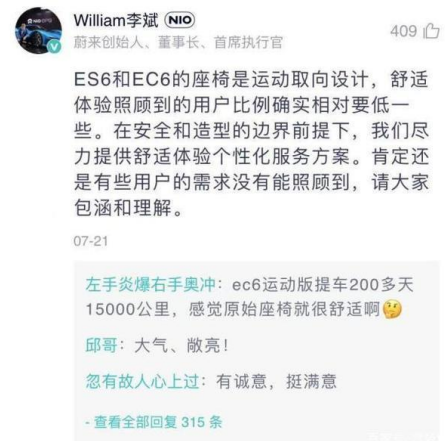 William李斌 NIO
409
蔚来创始人、董事长、首席执行官
ES6和EC6的座椅是运动取向设计，舒适
体验照顾到的用户比例确实相对要低一
些。在安全和造型的边界前提下，我们尽
力提供舒适体验个性化服务方案。肯定还
是有些用户的需求没有能照顾到，请大家
包涵和理解。
07-21
左手炎爆右手奥冲：ec6运动版提车200多天
15000公里，感觉原始座椅就很舒适啊🤔
邱哥：大气、敞亮！
忽有故人心上过：有诚意，挺满意
- 查看全部回复 315 条